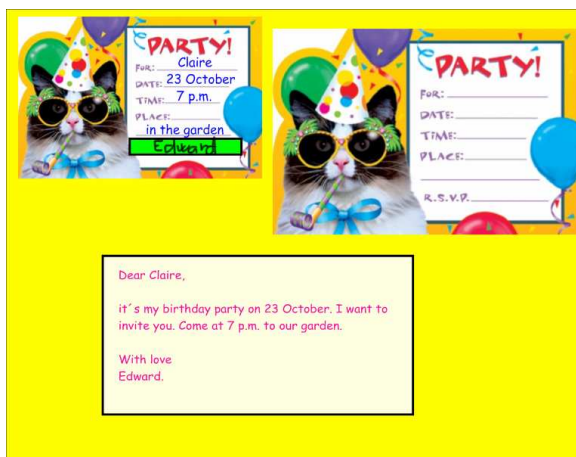 PARTY!
FOR: Claire
DATE: 23 October
TIME: 7 p.m.
PLACE:
in the garden
Edward
PARTY!
FOR:
DATE:
TIME:
PLACE:
R.S.V.P.
Dear Claire,
it´s my birthday party on 23 October. I want to
invite you. Come at 7 p.m. to our garden.
With love
Edward.